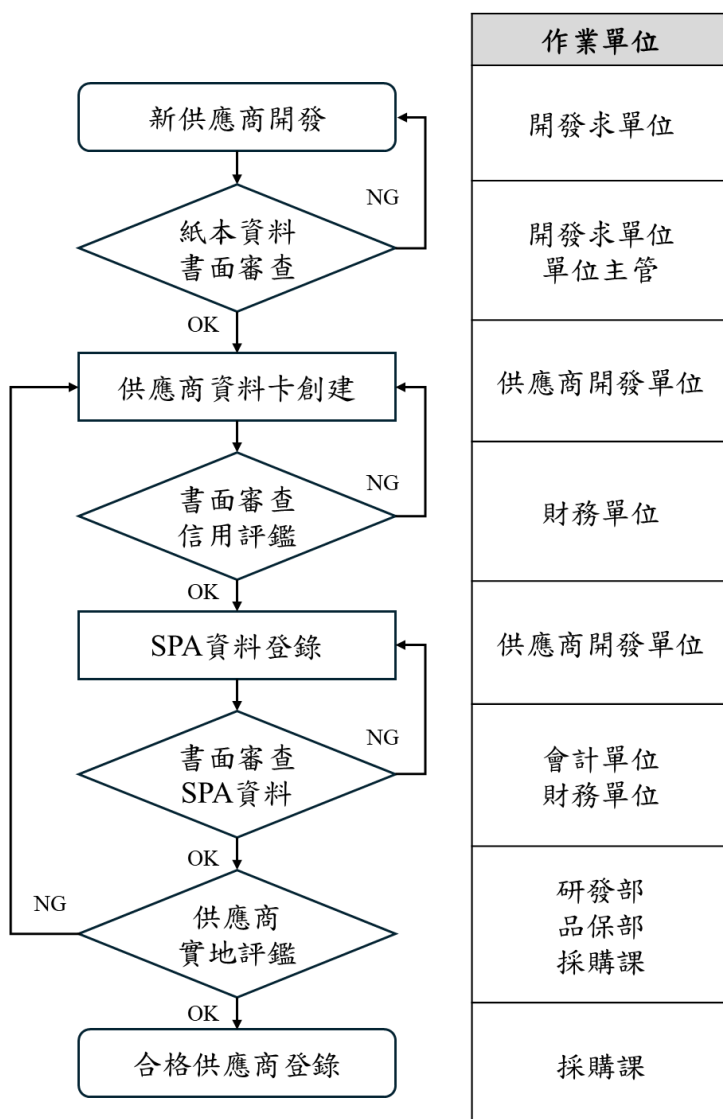 作業單位
新供應商開發
開發求單位
NG
紙本資料
書面審查
開發求單位
單位主管
OK
供應商資料卡創建
供應商開發單位
NG
書面審查
信用評鑑
財務單位
OK
SPA資料登錄
供應商開發單位
NG
書面審查
SPA資料
會計單位
財務單位
OK
NG
供應商
實地評鑑
研發部
品保部
採購課
OK
合格供應商登錄
採購課